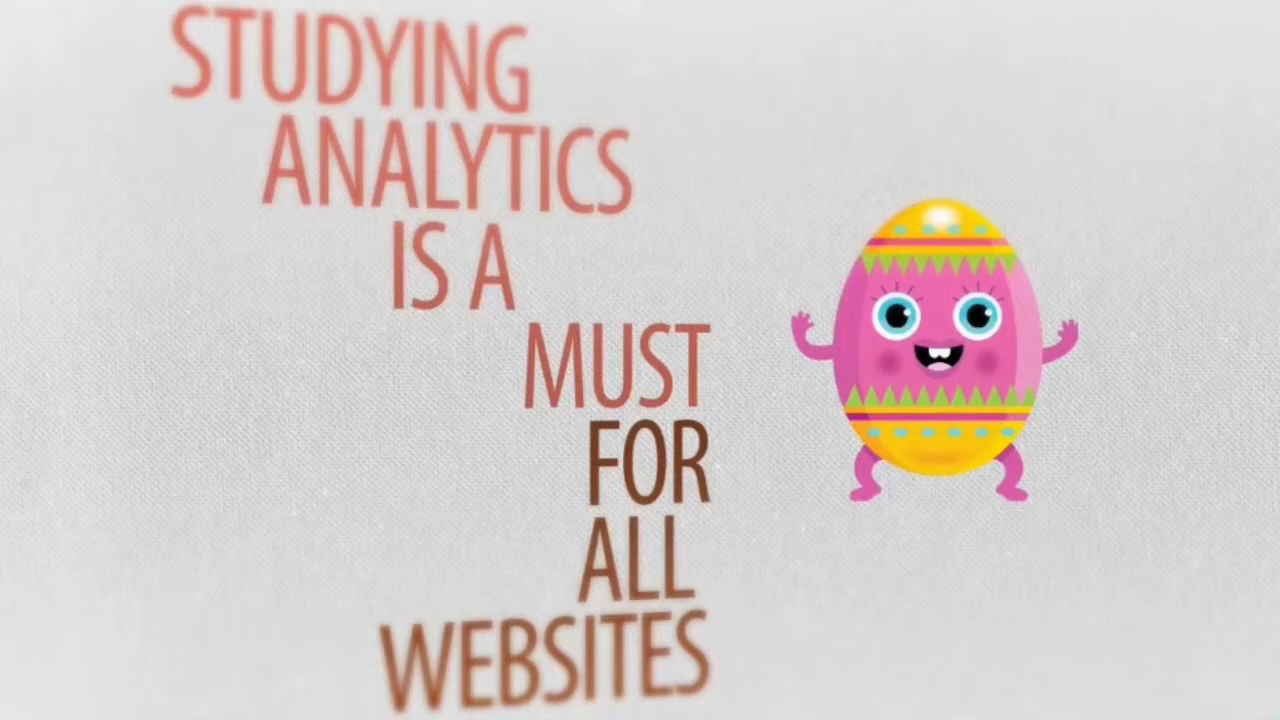 STUDYING
ANALYTICS
IS A
MUST
FOR
ALL
WEBSITES